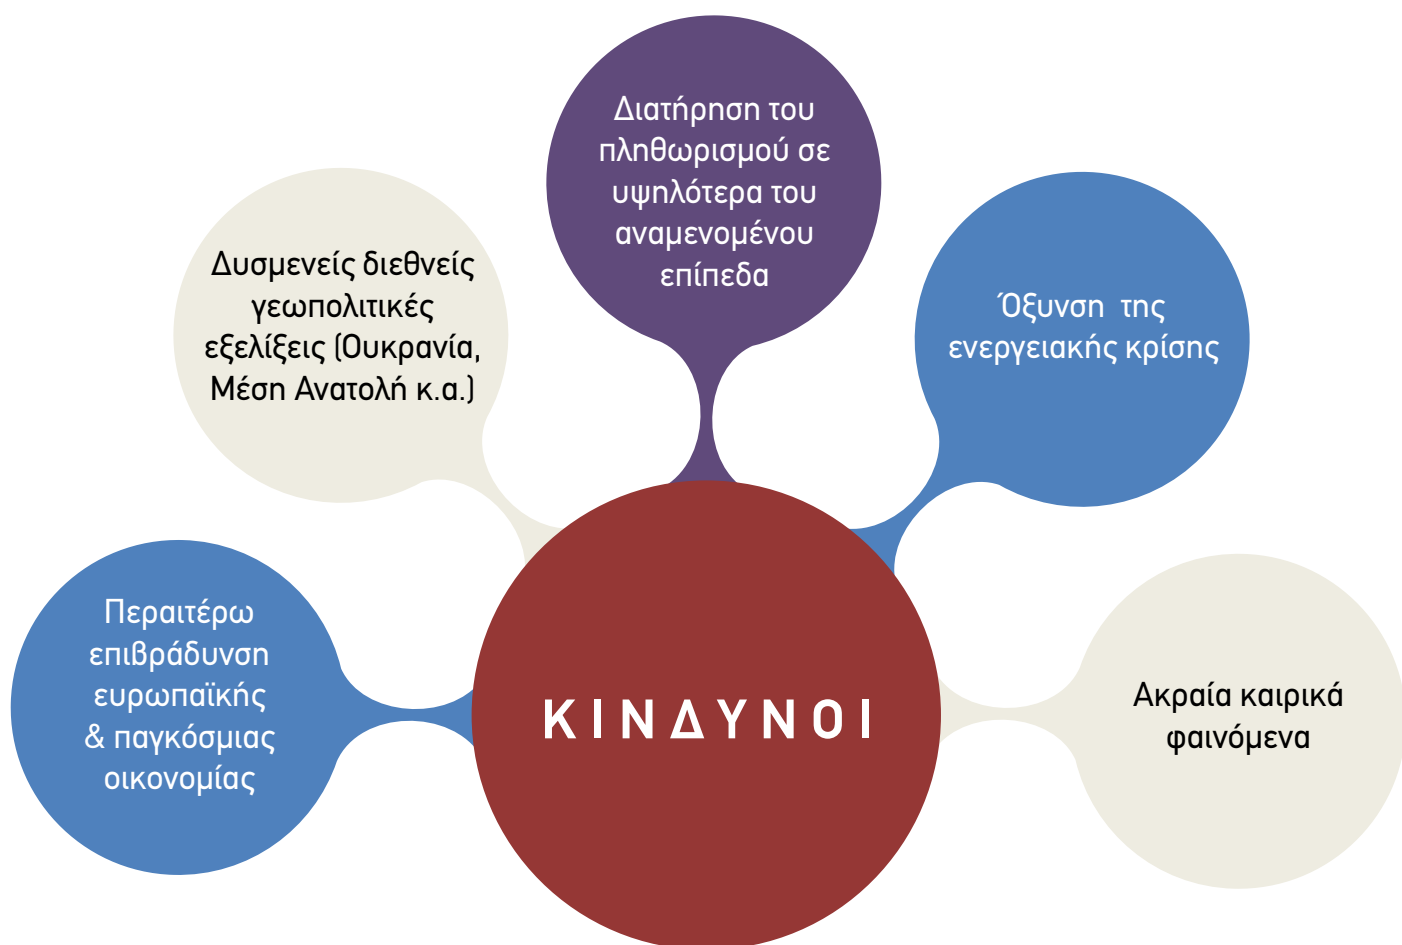 Διατήρηση του
πληθωρισμού σε
υψηλότερα του
αναμενομένου
επίπεδα
Δυσμενείς διεθνείς
γεωπολιτικές
εξελίξεις (Ουκρανία,
Μέση Ανατολή κ.α.)
Όξυνση της
ενεργειακής κρίσης
Περαιτέρω
επιβράδυνση
ευρωπαϊκής
& παγκόσμιας
οικονομίας
ΚΙΝΔΥΝΟΙ
Ακραία καιρικά
φαινόμενα